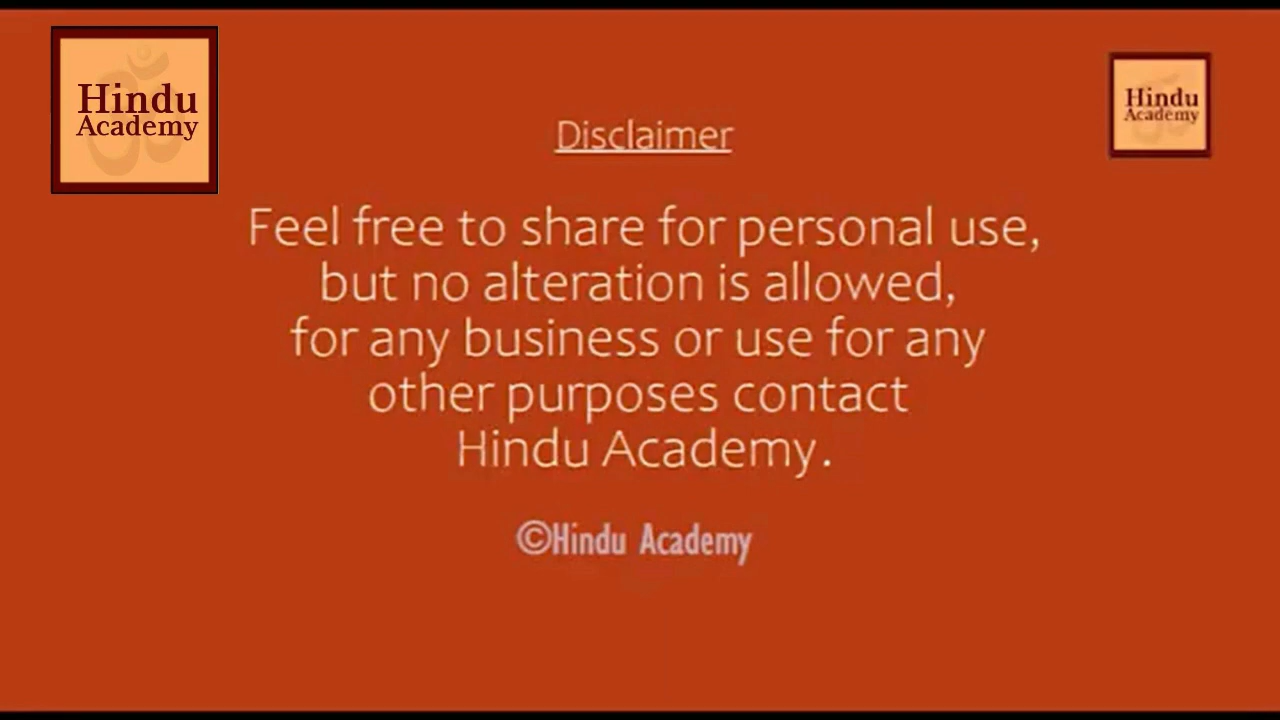 Hindu
Academy
Hindu
Academy
Disclaimer
Feel free to share for personal use,
but no alteration is allowed,
for any business or use for any
other purposes contact
Hindu Academy.
©Hindu Academy